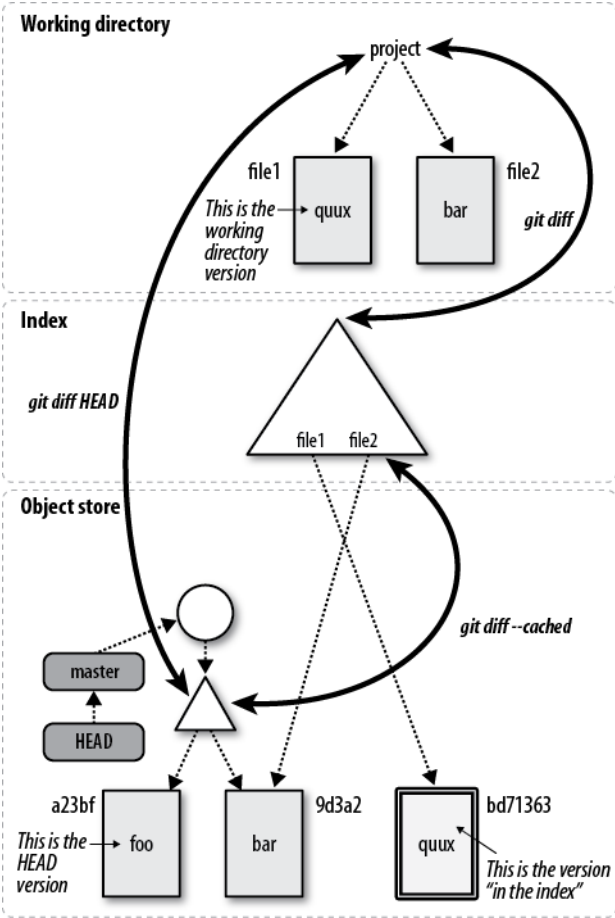 Working directory
project
file1
file2
This is the
working
directory
version
quux
bar
git diff
Index
git diff HEAD
file1
file2
Object store
git diff --cached
master
HEAD
a23bf
9d3a2
bd71363
This is the
HEAD
version
foo
bar
quux
This is the version
“in the index”